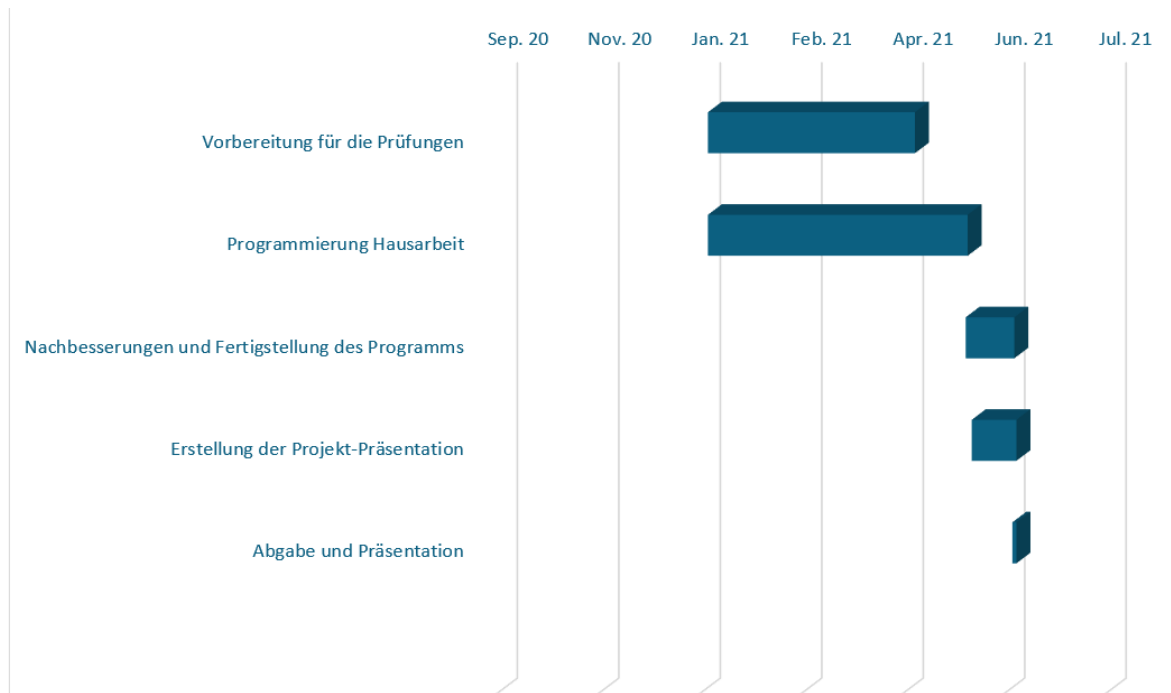 Sep. 20 Nov. 20 Jan. 21 Feb. 21 Apr. 21 Jun. 21 Jul. 21
Vorbereitung für die Prüfungen
Programmierung Hausarbeit
Nachbesserungen und Fertigstellung des Programms
Erstellung der Projekt-Präsentation
Abgabe und Präsentation